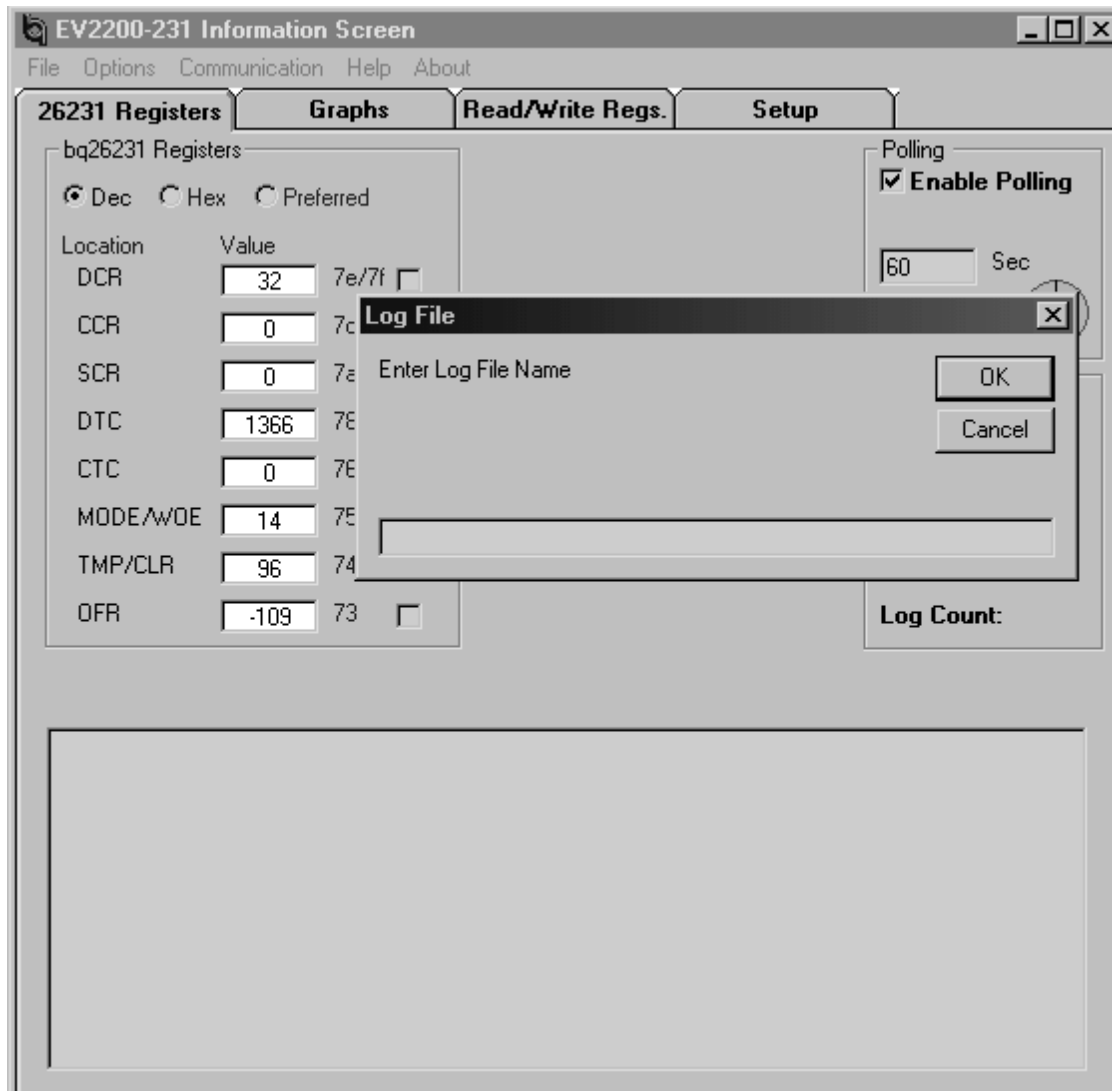 EV2200-231 Information Screen
File Options Communication Help About
26231 Registers Graphs Read/Write Regs. Setup
bq26231 Registers
Dec Hex Preferred
Location Value
DCR 32 7e/7f
CCR 0
SCR 0
DTC 1366 78
CTC 0
MODE/WOE 14 75
TMP/CLR 96 74
OFR -109 73
Polling
Enable Polling
60 Sec
Log File
Enter Log File Name
OK
Cancel
Log Count: